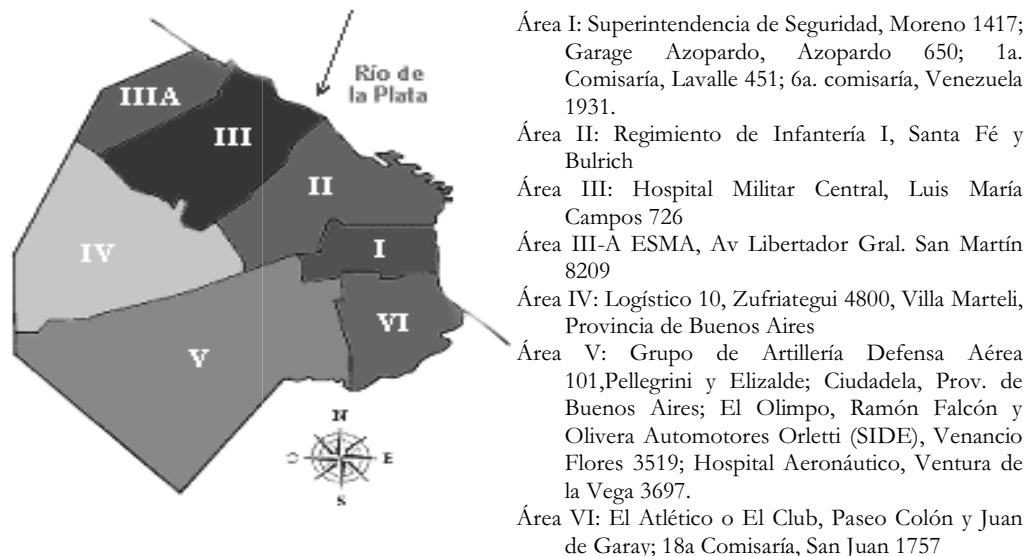 IIIA
Río de
la Plata
III
II
IV
I
VI
V
N
O
E
S
Área I: Superintendencia de Seguridad, Moreno 1417;
Garage Azopardo, Azopardo 650; 1a.
Comisaría, Lavalle 451; 6a. comisaría, Venezuela
1931.
Área II: Regimiento de Infantería I, Santa Fé y
Bulrich
Área III: Hospital Militar Central, Luis María
Campos 726
Área III-A ESMA, Av Libertador Gral. San Martín
8209
Área IV: Logístico 10, Zufriategui 4800, Villa Marteli,
Provincia de Buenos Aires
Área V: Grupo de Artillería Defensa Aérea
101,Pellegrini y Elizalde; Ciudadela, Prov. de
Buenos Aires; El Olimpo, Ramón Falcón y
Olivera Automotores Orletti (SIDE), Venancio
Flores 3519; Hospital Aeronáutico, Ventura de
la Vega 3697.
Área VI: El Atlético o El Club, Paseo Colón y Juan
de Garay; 18a Comisaría, San Juan 1757